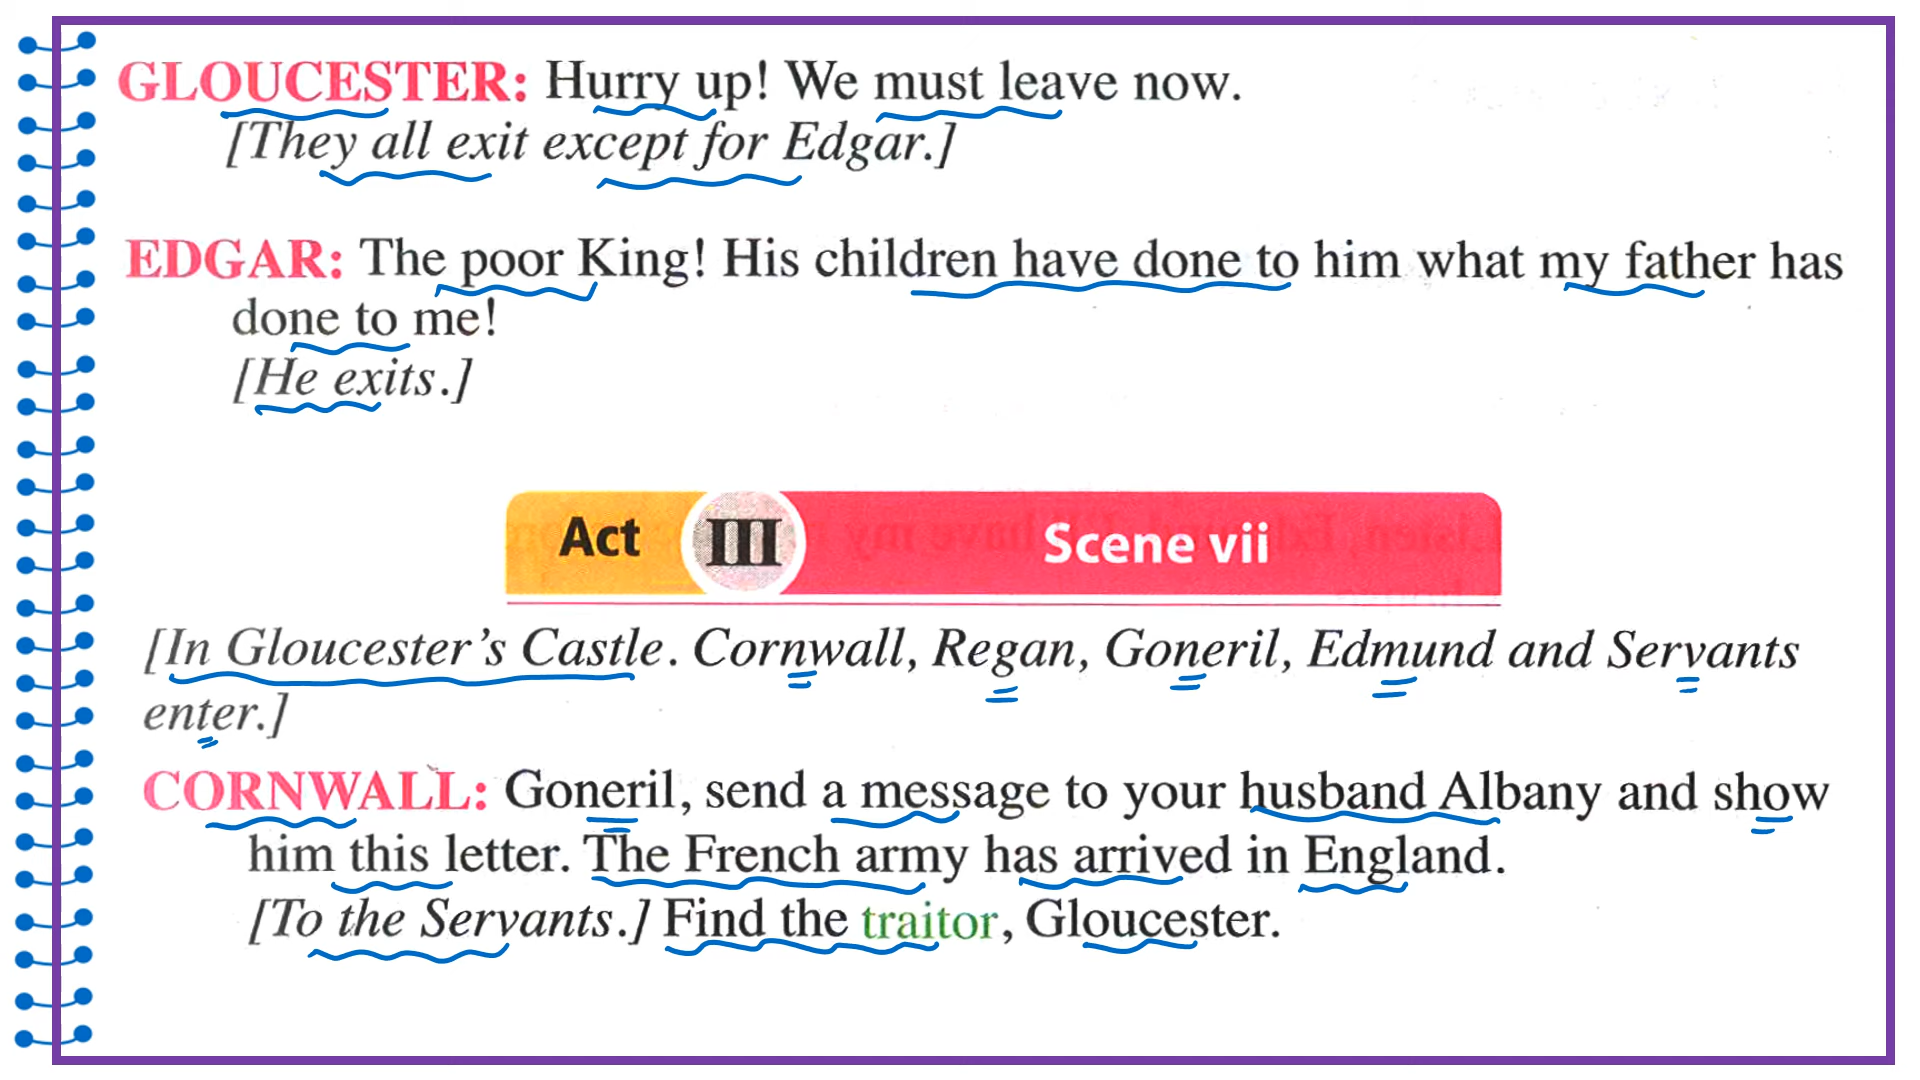 GLOUCESTER: Hurry up! We must leave now.
[They all exit except for Edgar.]
EDGAR: The poor King! His children have done to him what my father has
done to me!
[He exits.]
Act III Scene vii
[In Gloucester's Castle. Cornwall, Regan, Goneril, Edmund and Servants
enter.]
CORNWALL: Goneril, send a message to your husband Albany and show
him this letter. The French army has arrived in England.
[To the Servants.] Find the traitor, Gloucester.